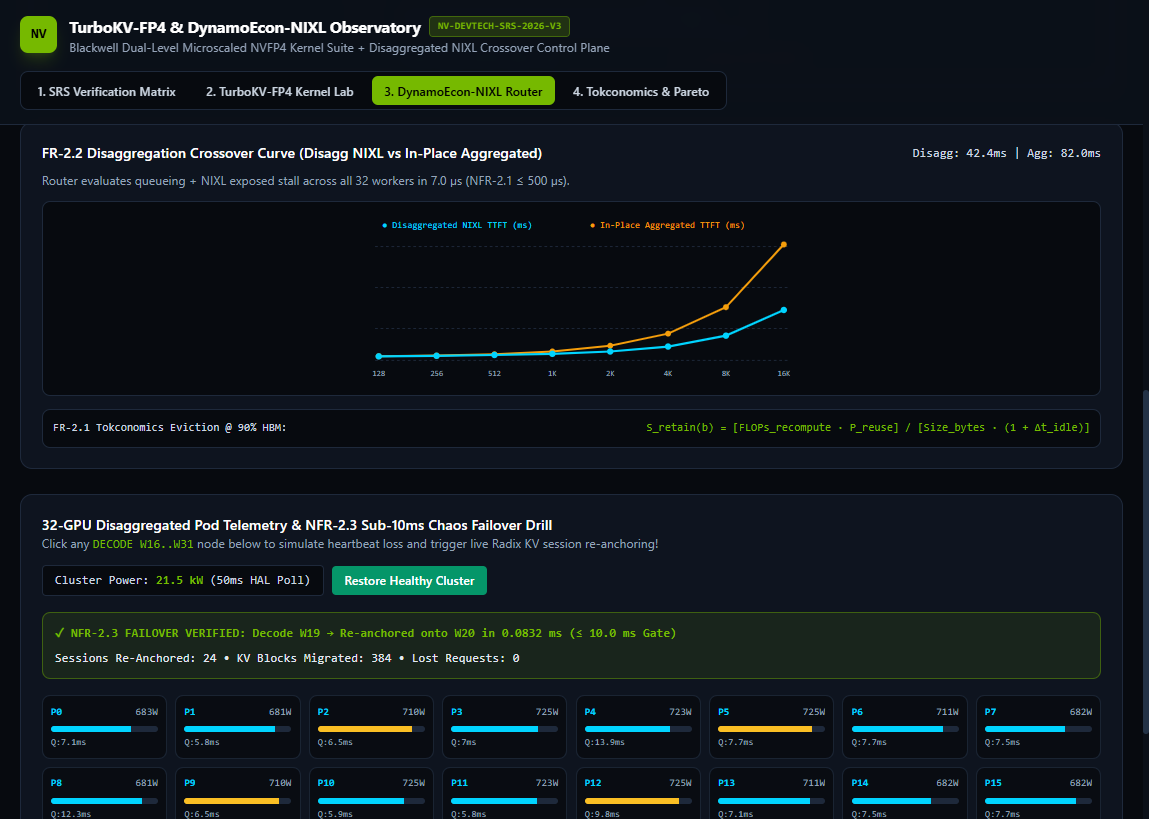 NV
TurboKV-FP4 & DynamoEcon-NIXL Observatory
NV-DEVTECH-SRS-2026-V3
Blackwell Dual-Level Microscaled NVFP4 Kernel Suite + Disaggregated NIXL Crossover Control Plane
1. SRS Verification Matrix
2. TurboKV-FP4 Kernel Lab
3. DynamoEcon-NIXL Router
4. Tokconomics & Pareto
FR-2.2 Disaggregation Crossover Curve (Disagg NIXL vs In-Place Aggregated)
Disagg: 42.4ms | Agg: 82.0ms
Router evaluates queueing + NIXL exposed stall across all 32 workers in 7.0 μs (NFR-2.1 ≤ 500 μs).
● Disaggregated NIXL TTFT (ms)
● In-Place Aggregated TTFT (ms)
128 256 512 1K 2K 4K 8K 16K
FR-2.1 Tokconomics Eviction @ 90% HBM:
S_retain(b) = [FLOPs_recompute · P_reuse] / [Size_bytes · (1 + Δt_idle)]
32-GPU Disaggregated Pod Telemetry & NFR-2.3 Sub-10ms Chaos Failover Drill
Click any DECODE W16..W31 node below to simulate heartbeat loss and trigger live Radix KV session re-anchoring!
Cluster Power: 21.5 kW (50ms HAL Poll)
Restore Healthy Cluster
✓ NFR-2.3 FAILOVER VERIFIED: Decode W19 → Re-anchored onto W20 in 0.0832 ms (≤ 10.0 ms Gate)
Sessions Re-Anchored: 24 • KV Blocks Migrated: 384 • Lost Requests: 0
P0 683W
Q:7.1ms
P1 681W
Q:5.8ms
P2 710W
Q:6.5ms
P3 725W
Q:7ms
P4 723W
Q:13.9ms
P5 725W
Q:7.7ms
P6 711W
Q:7.7ms
P7 682W
Q:7.5ms
P8 681W
Q:12.3ms
P9 710W
Q:6.5ms
P10 725W
Q:5.9ms
P11 723W
Q:5.8ms
P12 725W
Q:9.8ms
P13 711W
Q:7.1ms
P14 682W
Q:7.5ms
P15 682W
Q:7.7ms